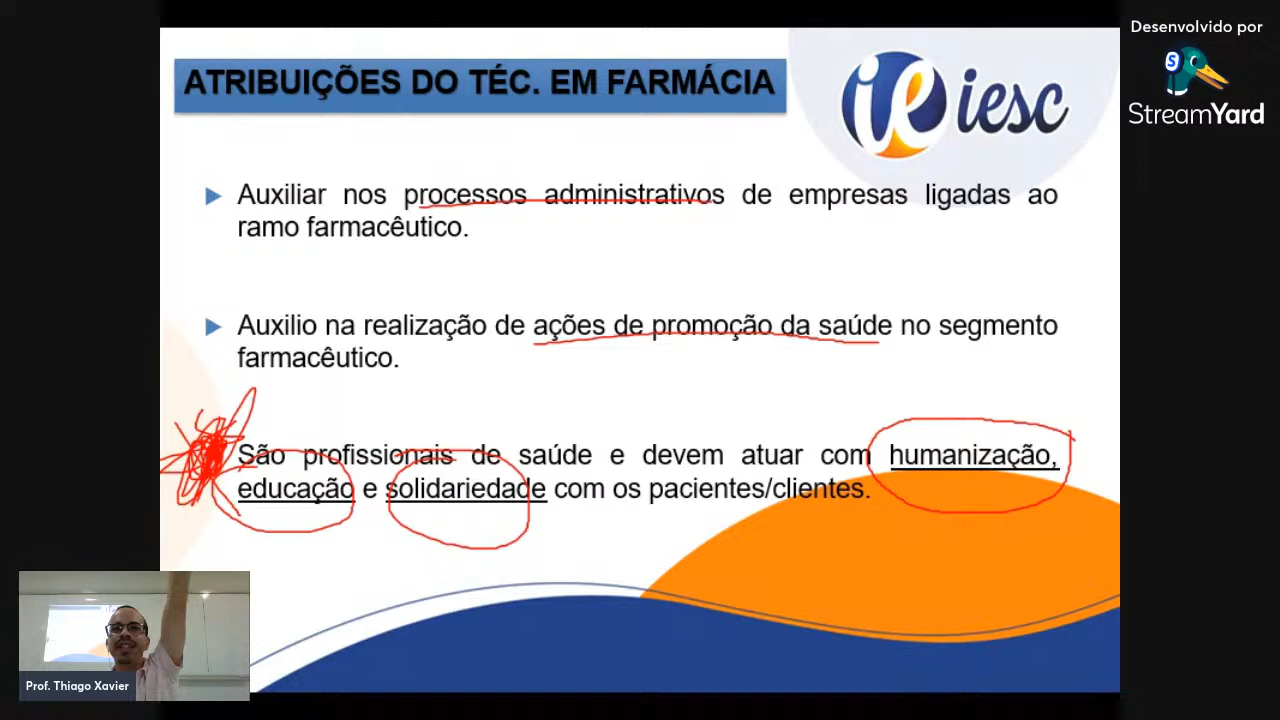 Desenvolvido por
StreamYard
ATRIBUIÇÕES DO TÉC. EM FARMÁCIA
iesc
Auxiliar nos processos administrativos de empresas ligadas ao
ramo farmacêutico.
Auxilio na realização de ações de promoção da saúde no segmento
farmacêutico.
São profissionais de saúde e devem atuar com humanização,
educação e solidariedade com os pacientes/clientes.
Prof. Thiago Xavier